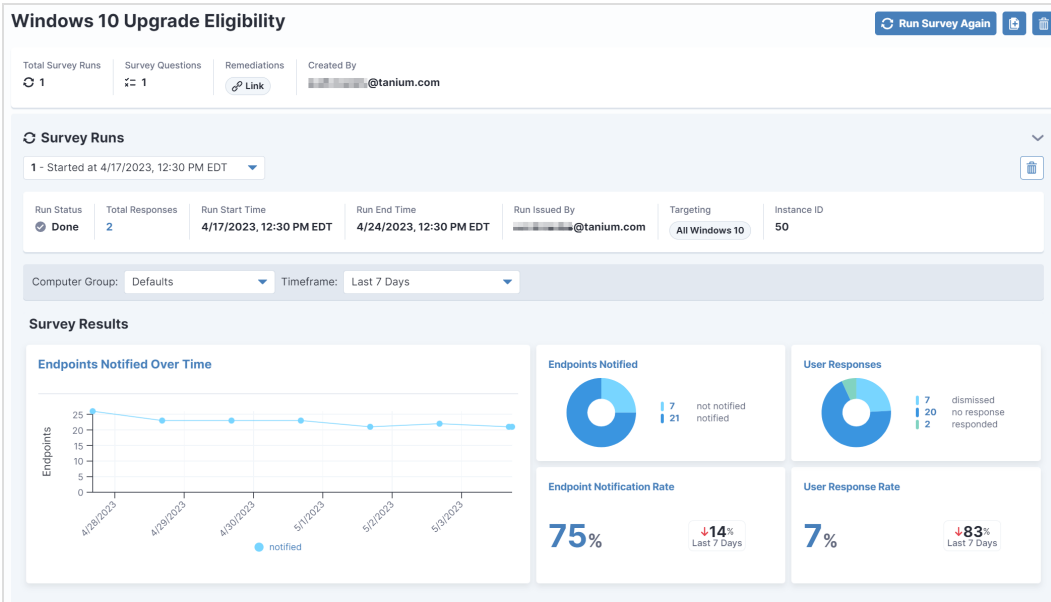 Windows 10 Upgrade Eligibility
Run Survey Again
Total Survey Runs
1
Survey Questions
1
Remediations
Link
Created By
@tanium.com
Survey Runs
1 - Started at 4/17/2023, 12:30 PM EDT
Run Status
Done
Total Responses
2
Run Start Time
4/17/2023, 12:30 PM EDT
Run End Time
4/24/2023, 12:30 PM EDT
Run Issued By
@tanium.com
Targeting
All Windows 10
Instance ID
50
Computer Group: Defaults
Timeframe: Last 7 Days
Survey Results
Endpoints Notified Over Time
Endpoints
25
20
15
10
5
0
4/28/2023
4/29/2023
4/30/2023
5/1/2023
5/2/2023
5/3/2023
notified
Endpoints Notified
7 not notified
21 notified
User Responses
7 dismissed
20 no response
2 responded
Endpoint Notification Rate
75%
↓14%
Last 7 Days
User Response Rate
7%
↓83%
Last 7 Days